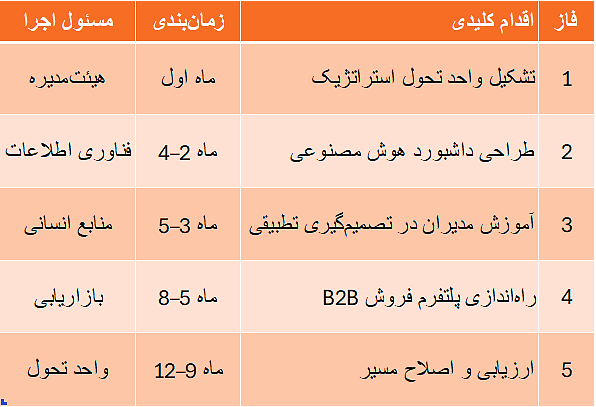 فاز اقدام کلیدی زمان‌بندی مسئول اجرا
1 تشکیل واحد تحول استراتژیک ماه اول هیئت‌مدیره
2 طراحی داشبورد هوش مصنوعی ماه 2–4 فناوری اطلاعات
3 آموزش مدیران در تصمیم‌گیری تطبیقی ماه 3–5 منابع انسانی
4 راه‌اندازی پلتفرم فروش B2B ماه 5–8 بازاریابی
5 ارزیابی و اصلاح مسیر ماه 9–12 واحد تحول